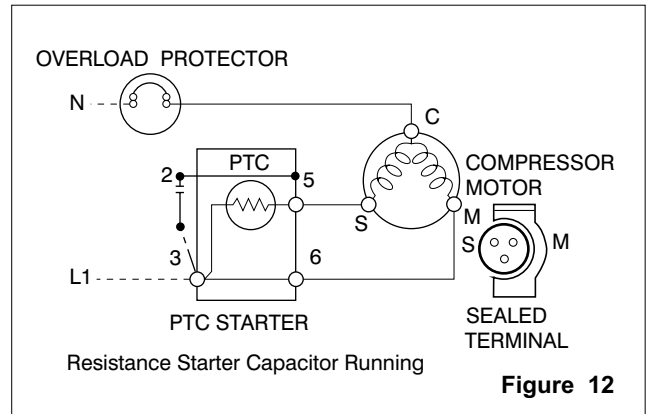 OVERLOAD PROTECTOR
N
C
PTC
2
5
COMPRESSOR
MOTOR
S
M
S
M
3
6
L1
PTC STARTER
SEALED
TERMINAL
Resistance Starter Capacitor Running
Figure 12